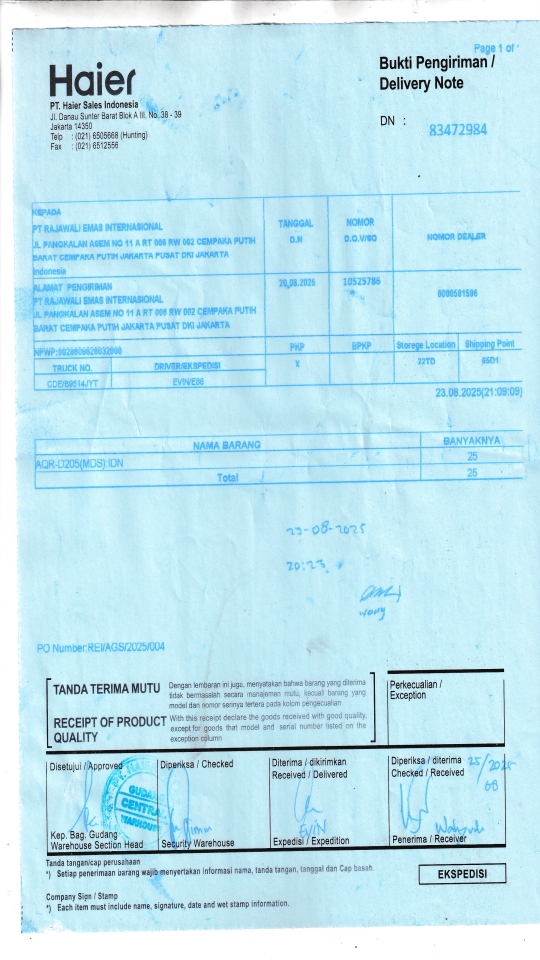 Page 1 of
Haier
Bukti Pengiriman /
Delivery Note
PT. Haier Sales Indonesia
Jl. Danau Sunter Barat Blok A III. No. 38 - 39
Jakarta 14350
Telp : (021) 6505668 (Hunting)
Fax : (021) 6512556
DN : 83472984
KEPADA
PT RAJAWALI EMAS INTERNASIONAL
JL PANGKALAN ASEM NO 11 A RT 006 RW 002 CEMPAKA PUTIH
BARAT CEMPAKA PUTIH JAKARTA PUSAT DKI JAKARTA
Indonesia
TANGGAL D.N
NOMOR D.O.V/SO
NOMOR DEALER
ALAMAT PENGIRIMAN
PT RAJAWALI EMAS INTERNASIONAL
JL PANGKALAN ASEM NO 11 A RT 006 RW 002 CEMPAKA PUTIH
BARAT CEMPAKA PUTIH JAKARTA PUSAT DKI JAKARTA
20.08.2025
10525786
PKP BPKP Storege Location Shipping Point
TRUCK NO. DRIVER/EKSPEDISI X 22TD
CDE/B9514JYT
23.08.2025(21:09:09)
NAMA BARANG BANYAKNYA
AQR-D205(MDS):IDN 25
Total 25
23-08-2025
20:23
PO Number:REI/AGS/2025/004
TANDA TERIMA MUTU
Dengan lembaran ini juga, menyatakan bahwa barang yang diterima
tidak bermasalah secara manajemen mutu, kecuali barang yang
model dan nomor serinya tertera pada kolom pengecualian
RECEIPT OF PRODUCT
QUALITY
With this receipt declare the goods received with good quality,
except for goods that model and serial number listed on the
exception column
Perkecualian /
Exception
Disetujui / Approved
Diperiksa / Checked
Diterima / dikirimkan
Received / Delivered
Diperiksa / diterima
Checked / Received
25/2025
08
GUDANG
CENTRAL
WAREHOUSE
EVIN
Wahyudi
Kep. Bag. Gudang
Warehouse Section Head
Security Warehouse
Expedisi / Expedition
Penerima / Receiver
Tanda tangan/cap perusahaan
*) Setiap penerimaan barang wajib menyertakan informasi nama, tanda tangan, tanggal dan Cap basah.
EKSPEDISI
Company Sign / Stamp
*) Each item must include name, signature, date and wet stamp information.